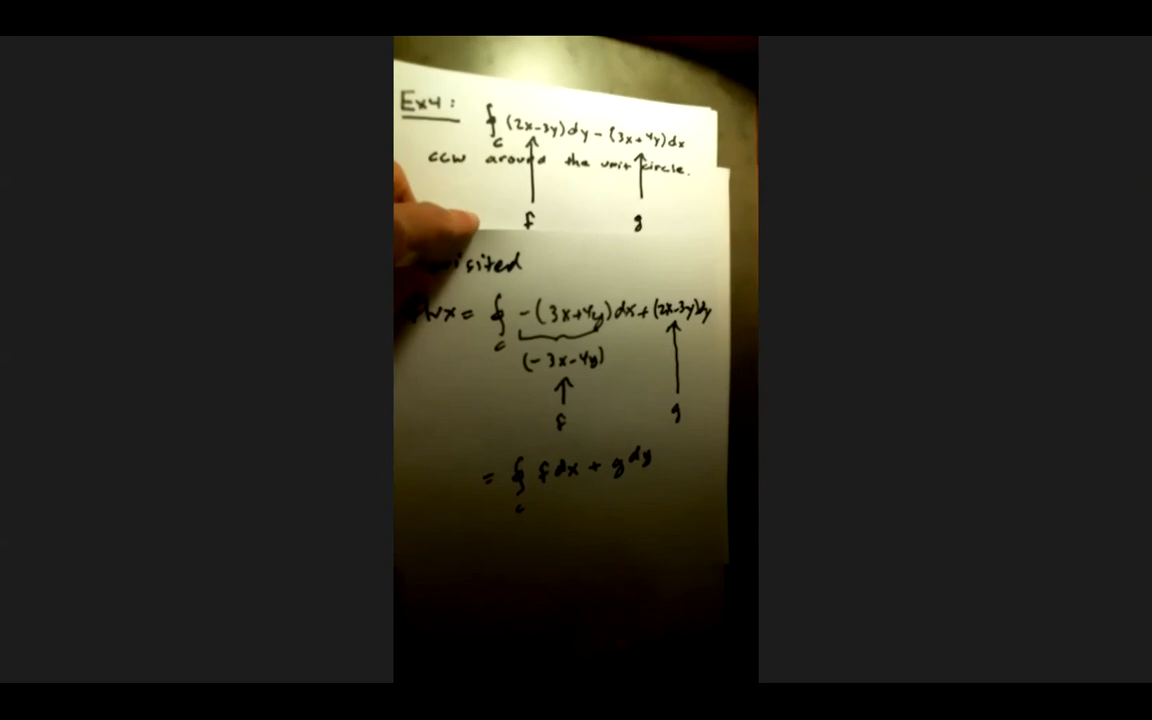 Ex4: ∮ (2x-3y)dy - (3x+4y)dx
c
ccw around the unit circle.
f g
= ∮ -(3x+4y)dx + (2x-3y)dy
c
(-3x-4y)
f g
= ∮ f dx + g dy
c